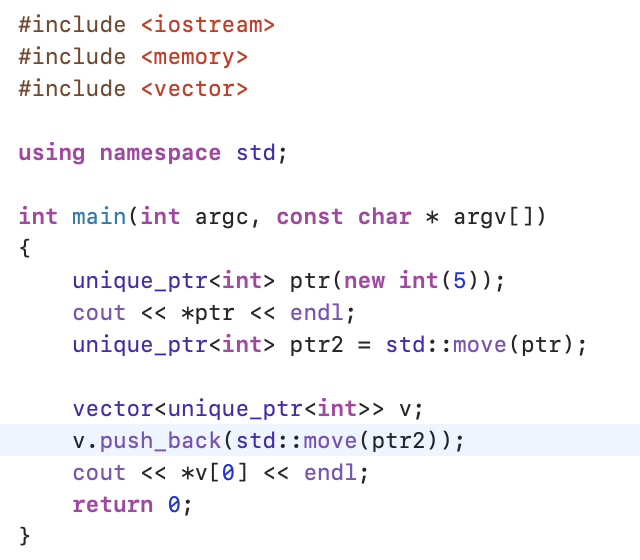 #include <iostream>
#include <memory>
#include <vector>

using namespace std;

int main(int argc, const char * argv[])
{
    unique_ptr<int> ptr(new int(5));
    cout << *ptr << endl;
    unique_ptr<int> ptr2 = std::move(ptr);

    vector<unique_ptr<int>> v;
    v.push_back(std::move(ptr2));
    cout << *v[0] << endl;
    return 0;
}